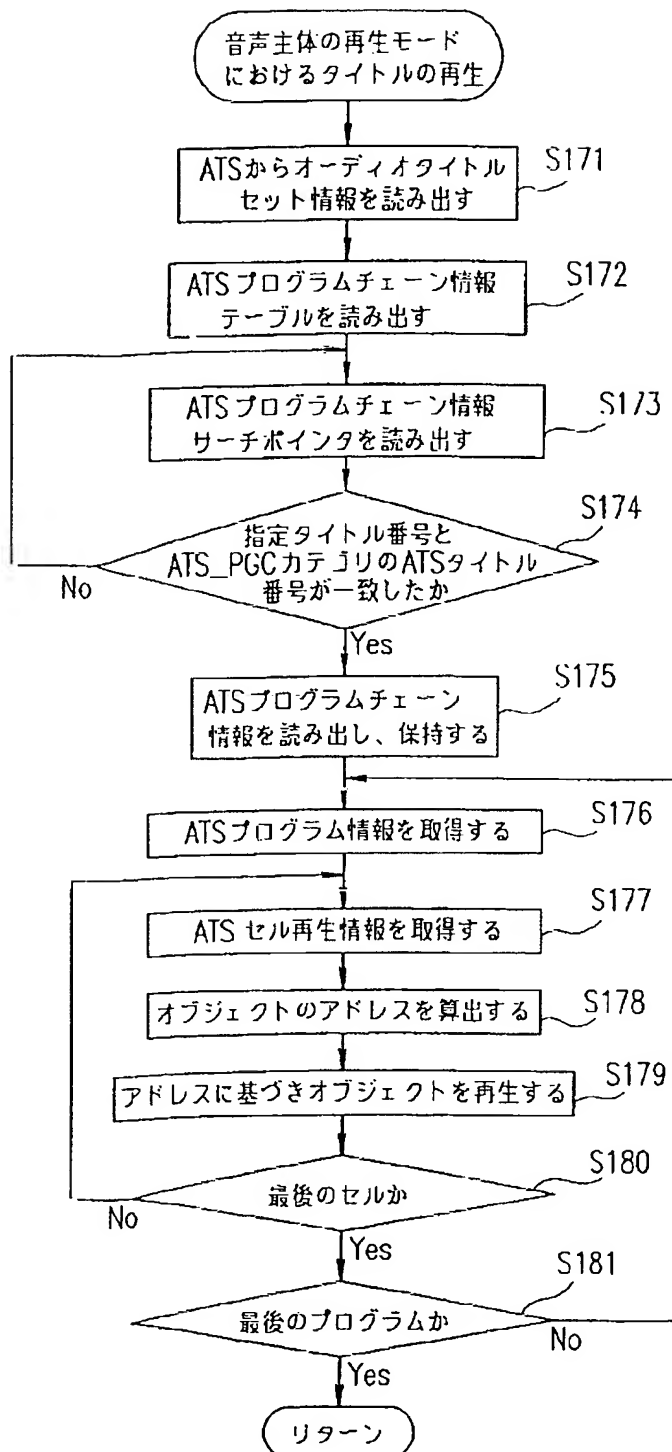 音声主体の再生モード
におけるタイトルの再生
ATSからオーディオタイトル
セット情報を読み出す
S171
ATSプログラムチェーン情報
テーブルを読み出す
S172
ATSプログラムチェーン情報
サーチポインタを読み出す
S173
指定タイトル番号と
ATS_PGCカテゴリのATSタイトル
番号が一致したか
S174
No
Yes
ATSプログラムチェーン
情報を読み出し、保持する
S175
ATSプログラム情報を取得する
S176
ATSセル再生情報を取得する
S177
オブジェクトのアドレスを算出する
S178
アドレスに基づきオブジェクトを再生する
S179
最後のセルか
S180
No
Yes
最後のプログラムか
S181
No
Yes
リターン